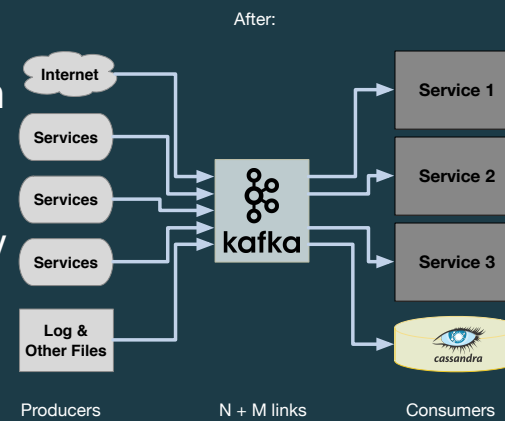 After:
Internet
Services
Services
Services
Log &
Other Files
kafka
Service 1
Service 2
Service 3
cassandra
Producers
N + M links
Consumers